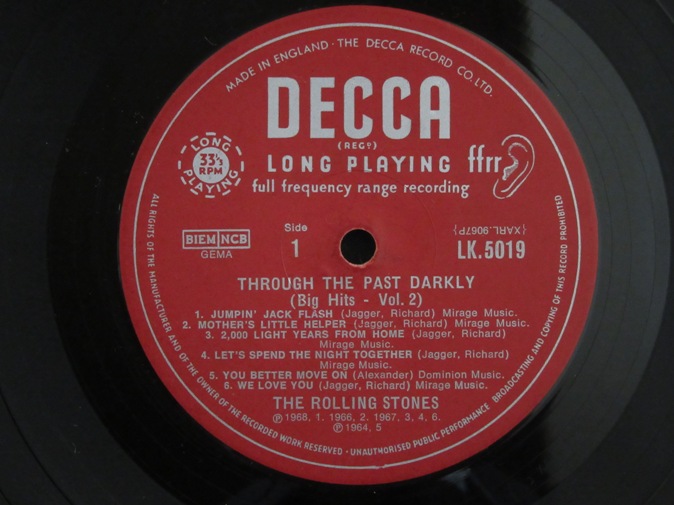 MADE IN ENGLAND · THE DECCA RECORD CO. LTD.
DECCA
(REGD)
LONG PLAYING
ffrr
full frequency range recording
LONG
33⅓
RPM
PLAYING
BIEM NCB
GEMA
Side
1
{XARL.9067P}
LK.5019
THROUGH THE PAST DARKLY
(Big Hits - Vol. 2)
1. JUMPIN' JACK FLASH (Jagger, Richard) Mirage Music.
2. MOTHER'S LITTLE HELPER (Jagger, Richard) Mirage Music.
3. 2,000 LIGHT YEARS FROM HOME (Jagger, Richard)
Mirage Music.
4. LET'S SPEND THE NIGHT TOGETHER (Jagger, Richard)
Mirage Music.
5. YOU BETTER MOVE ON (Alexander) Dominion Music.
6. WE LOVE YOU (Jagger, Richard) Mirage Music.
THE ROLLING STONES
℗1968, 1. 1966, 2. 1967, 3, 4, 6.
℗1964, 5
ALL RIGHTS OF THE MANUFACTURER AND OF THE OWNER OF THE RECORDED WORK RESERVED · UNAUTHORISED PUBLIC PERFORMANCE BROADCASTING AND COPYING OF THIS RECORD PROHIBITED